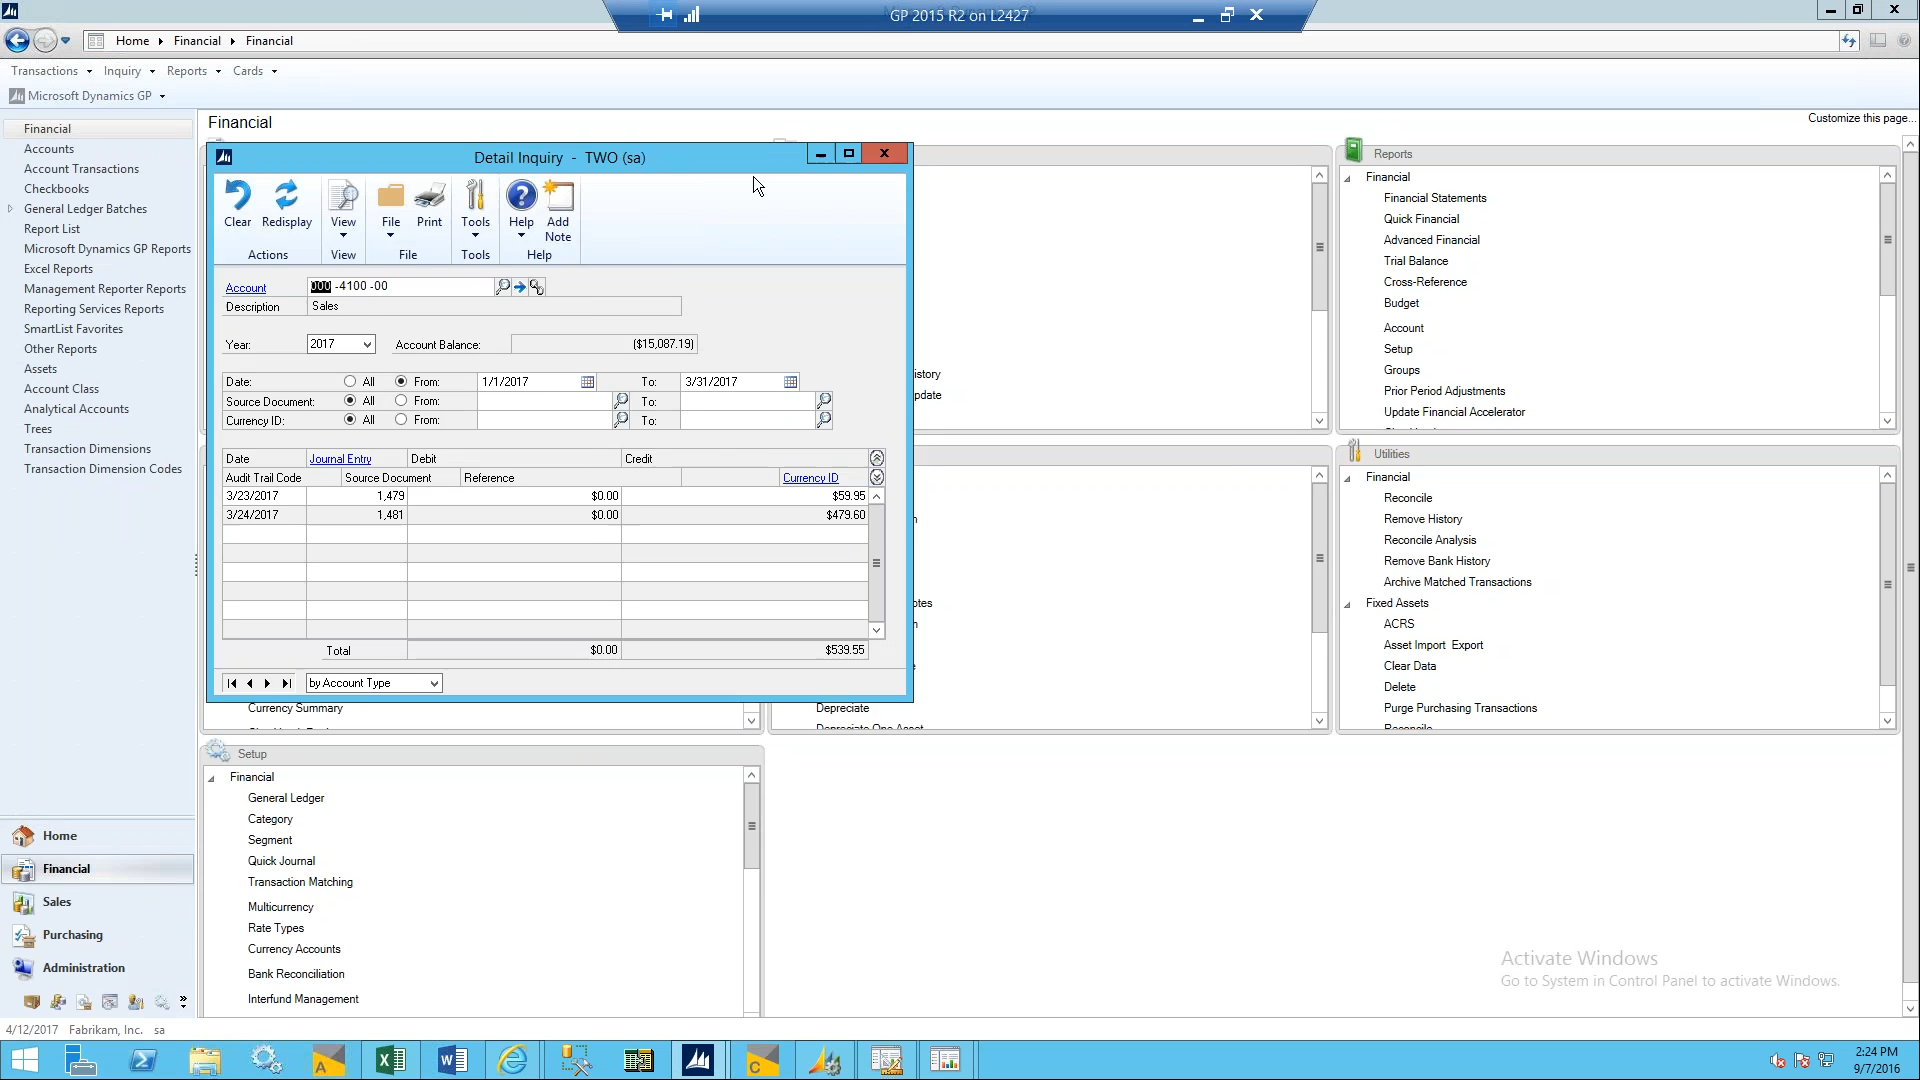 GP 2015 R2 on L2427
Home Financial Financial
Transactions Inquiry Reports Cards
Microsoft Dynamics GP
Financial
Accounts
Account Transactions
Checkbooks
General Ledger Batches
Report List
Microsoft Dynamics GP Reports
Excel Reports
Management Reporter Reports
Reporting Services Reports
SmartList Favorites
Other Reports
Assets
Account Class
Analytical Accounts
Trees
Transaction Dimensions
Transaction Dimension Codes
Home
Financial
Sales
Purchasing
Administration
Financial
Customize this page...
Detail Inquiry - TWO (sa)
Clear Redisplay View File Print Tools Help Add Note
Actions View File Tools Help
Account 000 -4100 -00
Description Sales
Year: 2017 Account Balance: ($15,087.19)
Date: All From: 1/1/2017 To: 3/31/2017
Source Document: All From: To:
Currency ID: All From: To:
Date Journal Entry Debit Credit
Audit Trail Code Source Document Reference Currency ID
3/23/2017 1,479 $0.00 $59.95
3/24/2017 1,481 $0.00 $479.60
Total $0.00 $539.55
by Account Type
istory
update
otes
Currency Summary
Depreciate
Depreciate One Asset
Reports
Financial
Financial Statements
Quick Financial
Advanced Financial
Trial Balance
Cross-Reference
Budget
Account
Setup
Groups
Prior Period Adjustments
Update Financial Accelerator
Utilities
Financial
Reconcile
Remove History
Reconcile Analysis
Remove Bank History
Archive Matched Transactions
Fixed Assets
ACRS
Asset Import Export
Clear Data
Delete
Purge Purchasing Transactions
Reconcile
Setup
Financial
General Ledger
Category
Segment
Quick Journal
Transaction Matching
Multicurrency
Rate Types
Currency Accounts
Bank Reconciliation
Interfund Management
Activate Windows
Go to System in Control Panel to activate Windows.
4/12/2017 Fabrikam, Inc. sa
2:24 PM
9/7/2016